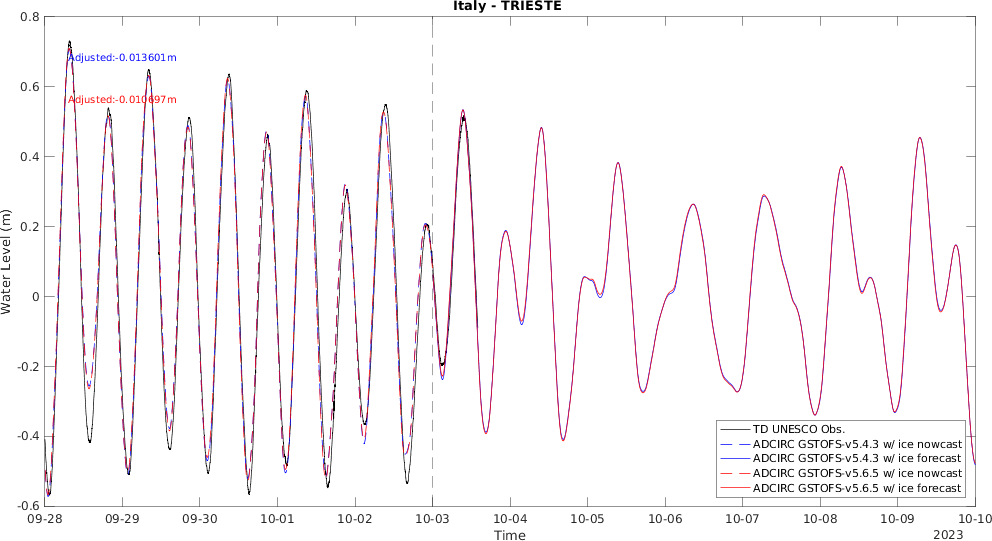 Italy - TRIESTE
0.8
0.6
0.4
0.2
0
-0.2
-0.4
-0.6
Water Level (m)
Adjusted:-0.013601m
Adjusted:-0.010697m
TD UNESCO Obs.
ADCIRC GSTOFS-v5.4.3 w/ ice nowcast
ADCIRC GSTOFS-v5.4.3 w/ ice forecast
ADCIRC GSTOFS-v5.6.5 w/ ice nowcast
ADCIRC GSTOFS-v5.6.5 w/ ice forecast
09-28 09-29 09-30 10-01 10-02 10-03 10-04 10-05 10-06 10-07 10-08 10-09 10-10
Time
2023